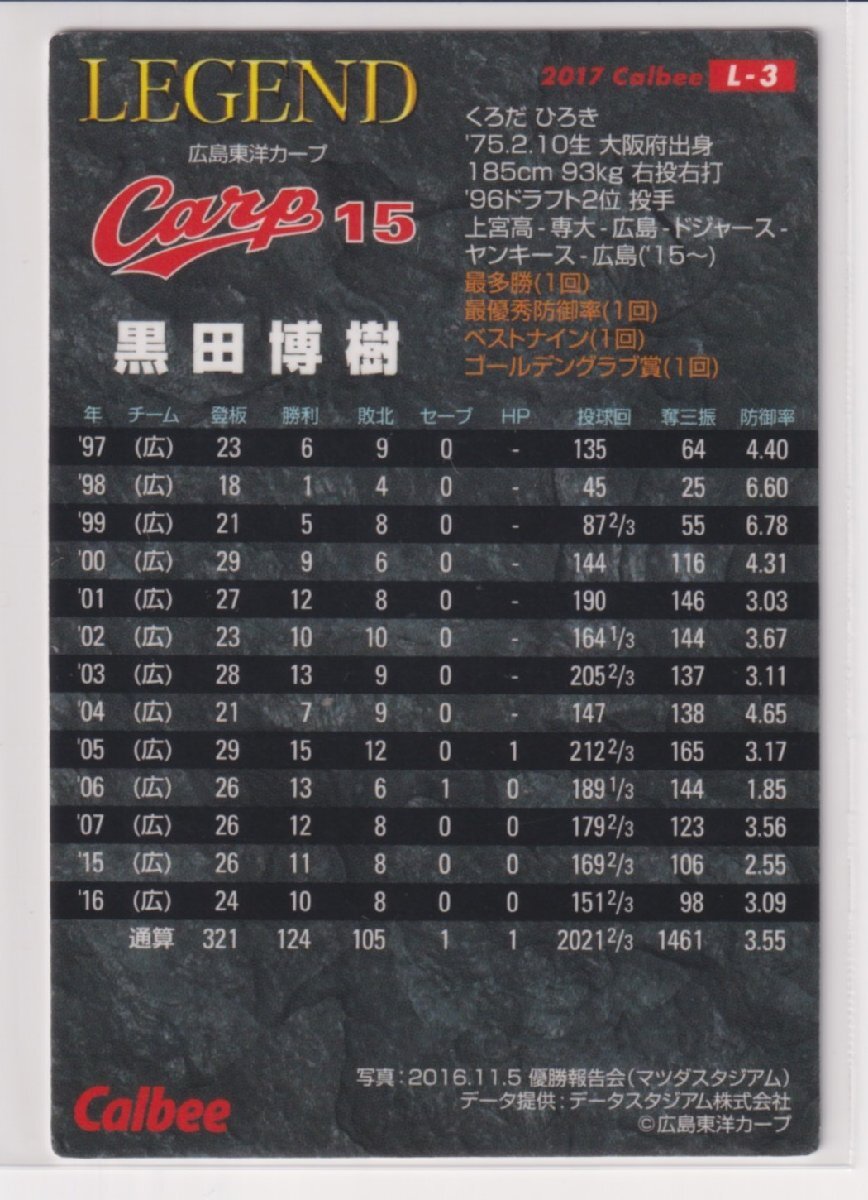 LEGEND
2017 Calbee L-3
広島東洋カープ
Carp 15
黒田博樹
くろだ ひろき
'75.2.10生 大阪府出身
185cm 93kg 右投右打
'96ドラフト2位 投手
上宮高-専大-広島-ドジャース-
ヤンキース-広島('15〜)
最多勝(1回)
最優秀防御率(1回)
ベストナイン(1回)
ゴールデングラブ賞(1回)
年 チーム 登板 勝利 敗北 セーブ HP 投球回 奪三振 防御率
'97 (広) 23 6 9 0 - 135 64 4.40
'98 (広) 18 1 4 0 - 45 25 6.60
'99 (広) 21 5 8 0 - 87 2/3 55 6.78
'00 (広) 29 9 6 0 - 144 116 4.31
'01 (広) 27 12 8 0 - 190 146 3.03
'02 (広) 23 10 10 0 - 164 1/3 144 3.67
'03 (広) 28 13 9 0 - 205 2/3 137 3.11
'04 (広) 21 7 9 0 - 147 138 4.65
'05 (広) 29 15 12 0 1 212 2/3 165 3.17
'06 (広) 26 13 6 1 0 189 1/3 144 1.85
'07 (広) 26 12 8 0 0 179 2/3 123 3.56
'15 (広) 26 11 8 0 0 169 2/3 106 2.55
'16 (広) 24 10 8 0 0 151 2/3 98 3.09
通算 321 124 105 1 1 2021 2/3 1461 3.55
写真:2016.11.5 優勝報告会(マツダスタジアム)
データ提供:データスタジアム株式会社
©広島東洋カープ
Calbee